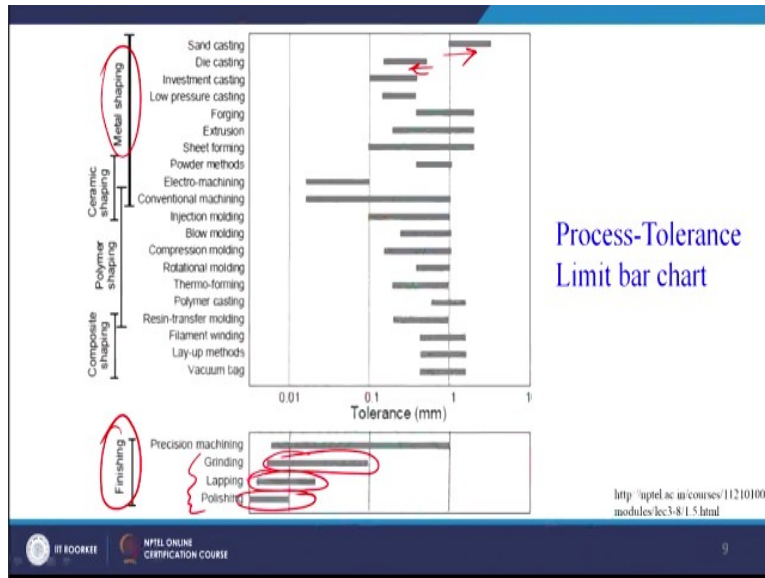 Metal shaping
Ceramic shaping
Polymer shaping
Composite shaping
Sand casting
Die casting
Investment casting
Low pressure casting
Forging
Extrusion
Sheet forming
Powder methods
Electro-machining
Conventional machining
Injection molding
Blow molding
Compression molding
Rotational molding
Thermo-forming
Polymer casting
Resin-transfer molding
Filament winding
Lay-up methods
Vacuum bag
0.01 0.1 1 1
Tolerance (mm)
Process-Tolerance
Limit bar chart
Finishing
Precision machining
Grinding
Lapping
Polishing
http //nptel.ac in/courses/11210100
modules/lec3-8/1.5.html
IIT ROORKEE
NPTEL ONLINE
CERTIFICATION COURSE
9